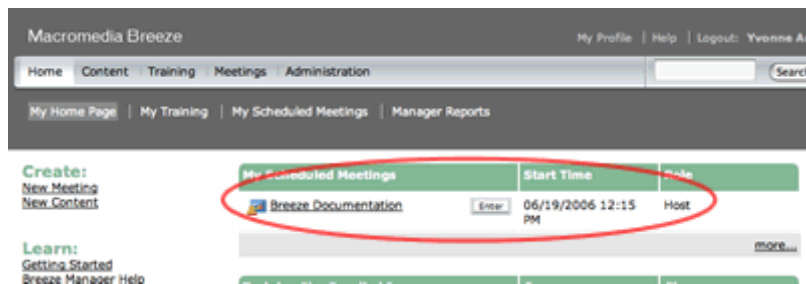 Macromedia Breeze
My Profile | Help | Logout: Yvonne
Home Content Training Meetings Administration
My Home Page | My Training | My Scheduled Meetings | Manager Reports
Create:
New Meeting
New Content
Learn:
Getting Started
Breeze Manager Help
My Scheduled Meetings Start Time Role
Breeze Documentation Enter 06/19/2006 12:15 PM Host
more...